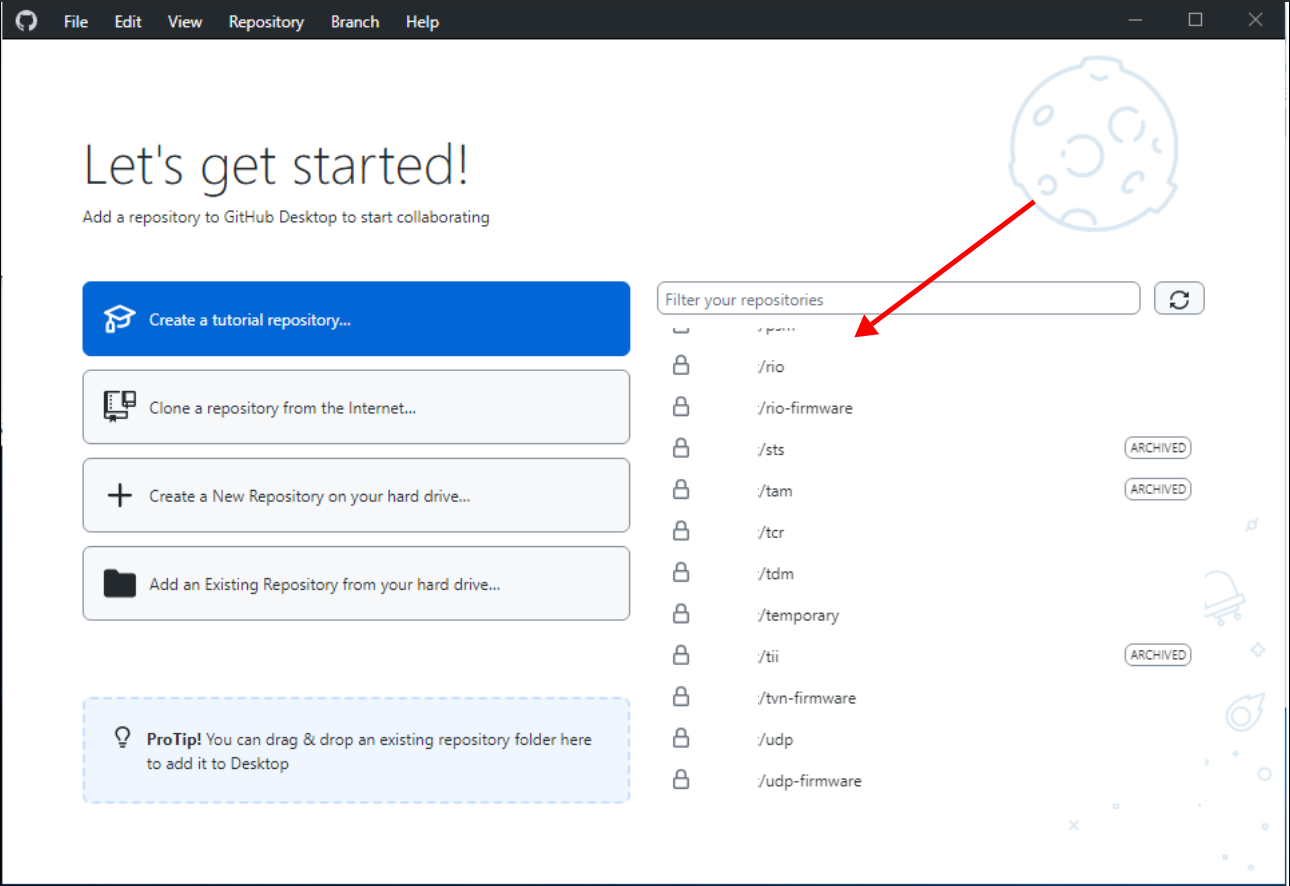 File Edit View Repository Branch Help
Let's get started!
Add a repository to GitHub Desktop to start collaborating
Create a tutorial repository...
Clone a repository from the Internet...
Create a New Repository on your hard drive...
Add an Existing Repository from your hard drive...
ProTip! You can drag & drop an existing repository folder here
to add it to Desktop
Filter your repositories
/rio
/rio-firmware
/sts ARCHIVED
/tam ARCHIVED
/tcr
/tdm
/temporary
/tii ARCHIVED
/tvn-firmware
/udp
/udp-firmware